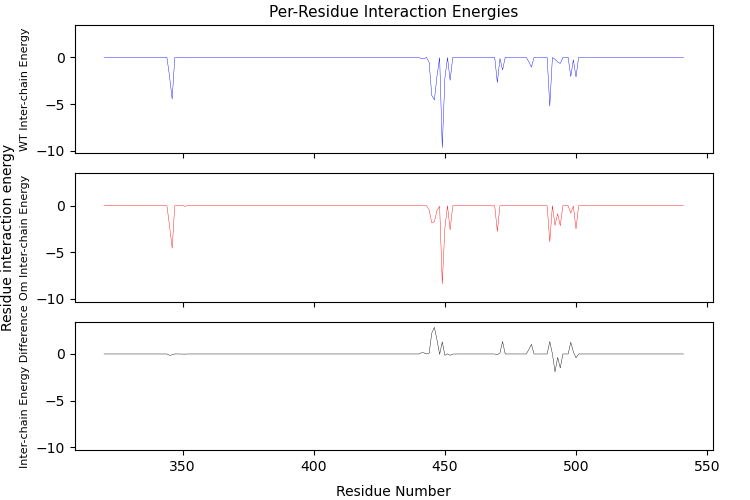 Per-Residue Interaction Energies
WT Inter-chain Energy
0
−5
−10
Residue interaction energy
Om Inter-chain Energy
0
−5
−10
Inter-chain Energy Difference
0
−5
−10
350
400
450
500
550
Residue Number